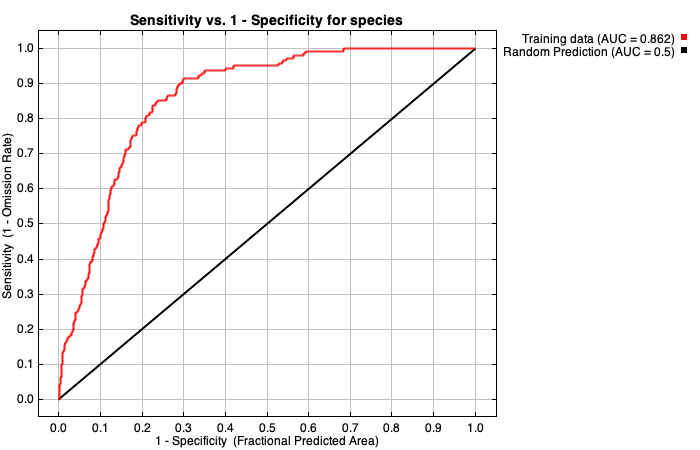 Sensitivity vs. 1 - Specificity for species
Training data (AUC = 0.862)
Random Prediction (AUC = 0.5)
Sensitivity (1 - Omission Rate)
1.0
0.9
0.8
0.7
0.6
0.5
0.4
0.3
0.2
0.1
0.0
0.0 0.1 0.2 0.3 0.4 0.5 0.6 0.7 0.8 0.9 1.0
1 - Specificity (Fractional Predicted Area)